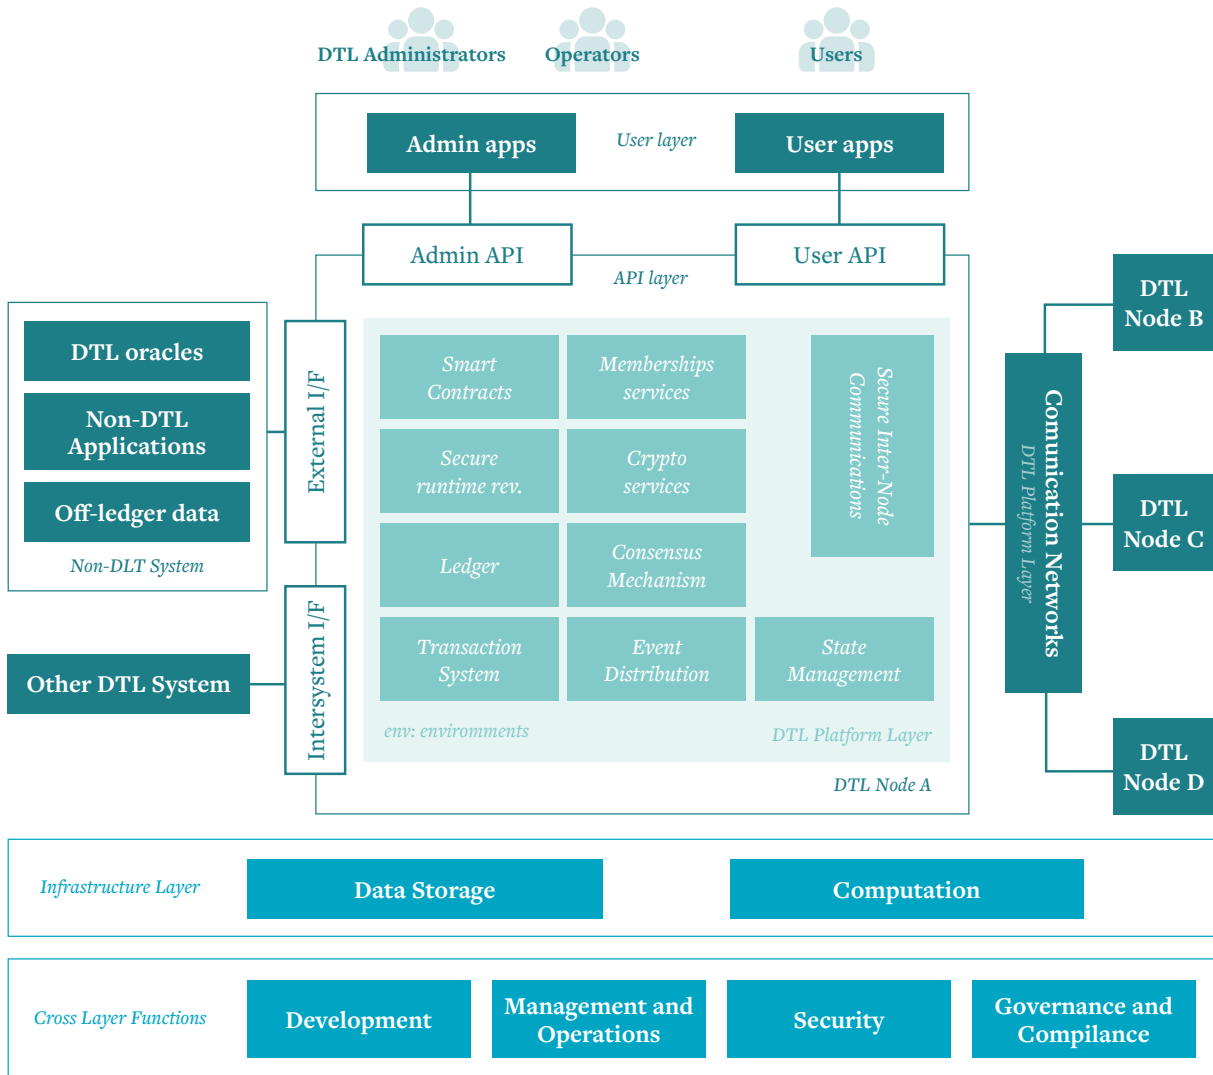 DTL Administrators
Operators
Users
Admin apps
User layer
User apps
Admin API
API layer
User API
DTL oracles
Non-DTL
Applications
Off-ledger data
Non-DLT System
Other DTL System
External I/F
Intersystem I/F
Smart
Contracts
Memberships
services
Secure Inter-Node
Communications
Secure
runtime rev.
Crypto
services
Ledger
Consensus
Mechanism
Transaction
System
Event
Distribution
State
Management
env: enviromments
DTL Platform Layer
DTL Node A
Comunication Networks
DTL Platform Layer
DTL
Node B
DTL
Node C
DTL
Node D
Infrastructure Layer
Data Storage
Computation
Cross Layer Functions
Development
Management and
Operations
Security
Governance and
Compilance